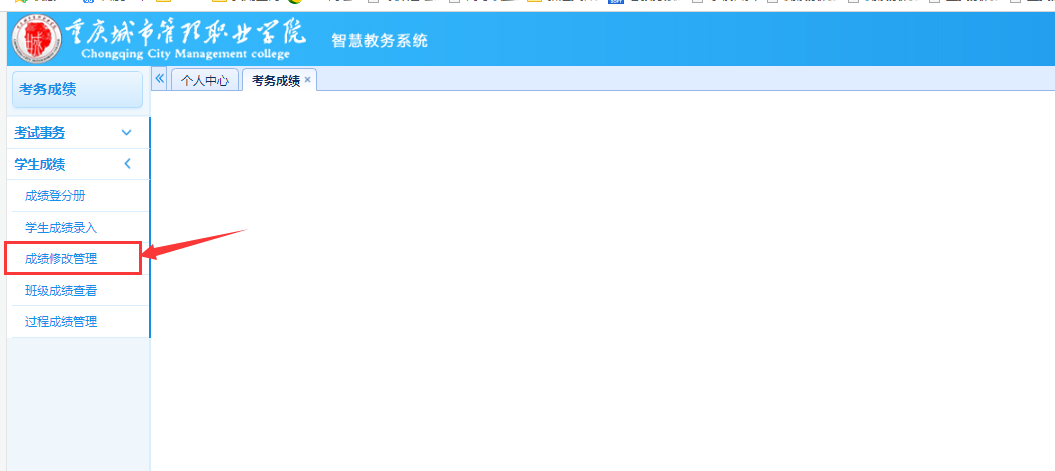 重庆城市管理职业学院
Chongqing City Management college
智慧教务系统
考务成绩
个人中心
考务成绩
考试事务
学生成绩
成绩登分册
学生成绩录入
成绩修改管理
班级成绩查看
过程成绩管理